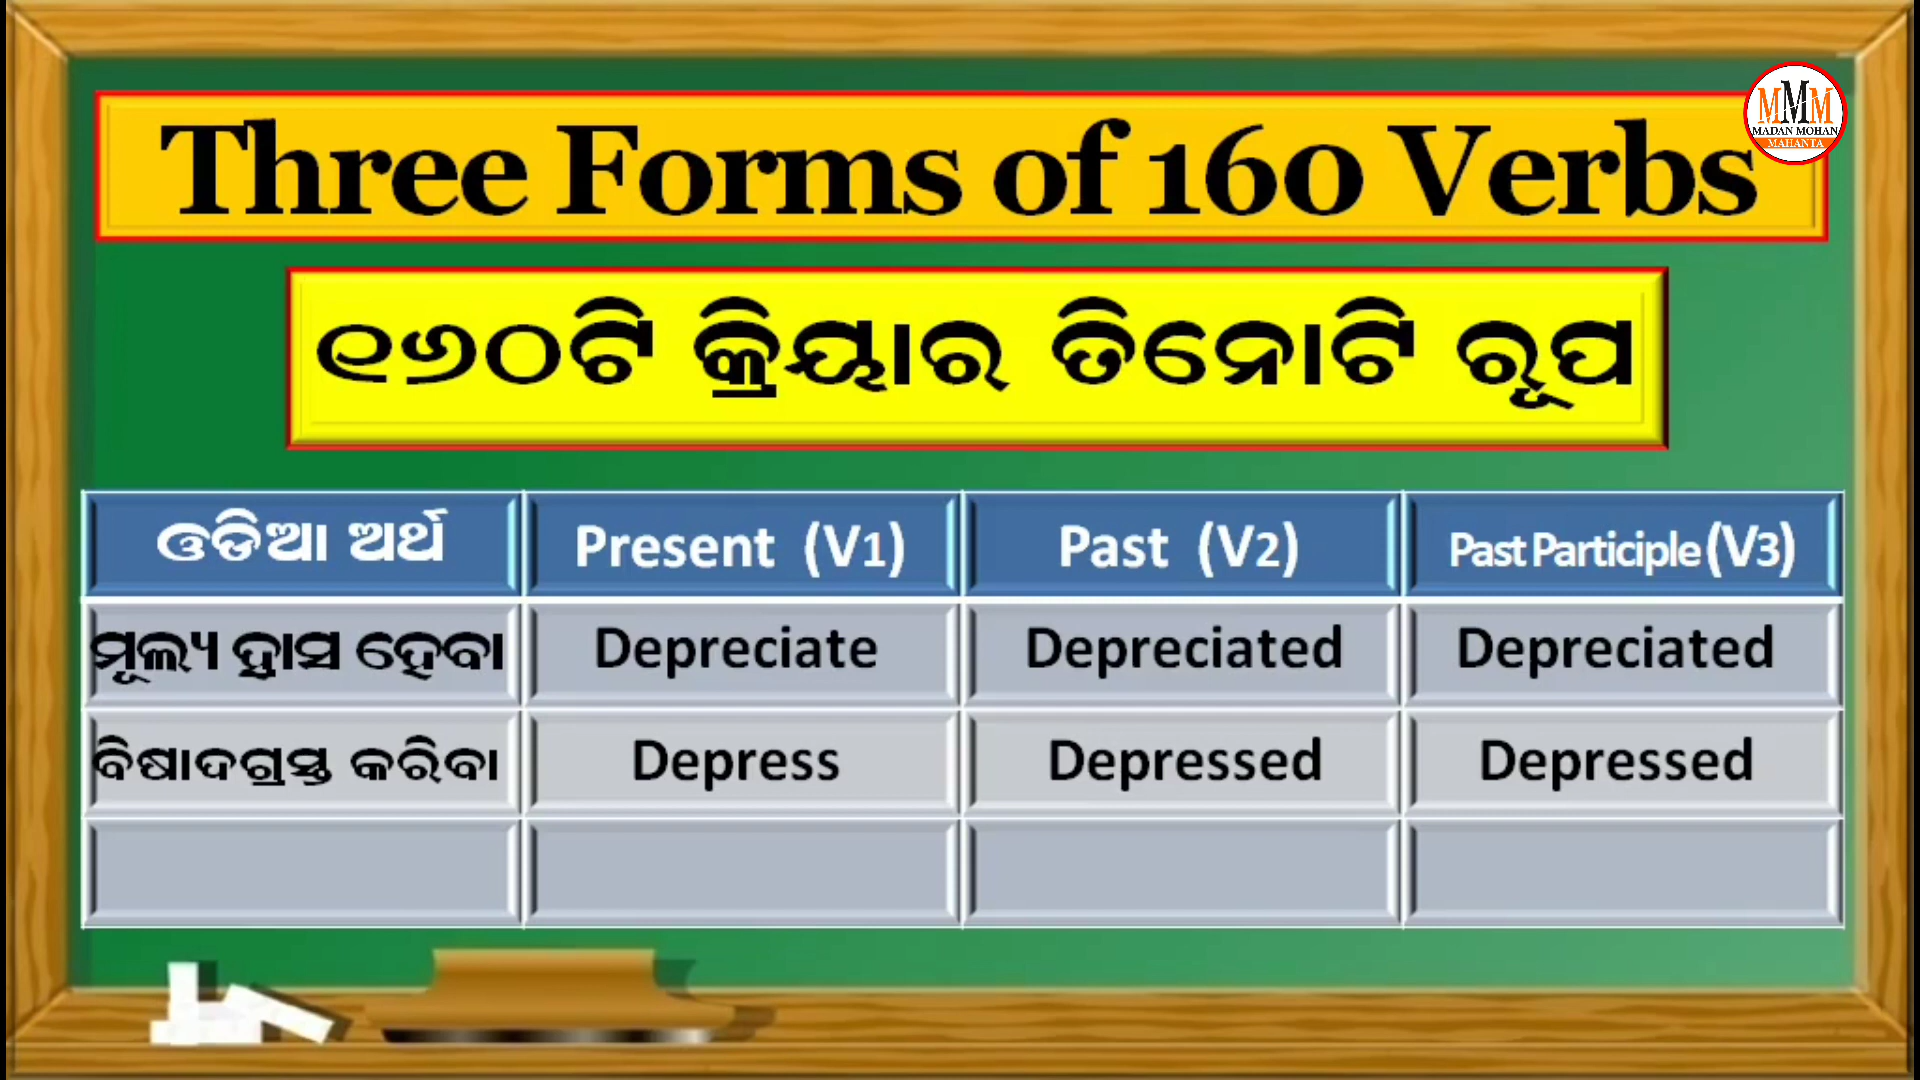 MMM
MADAN MOHAN
MAHANTA
Three Forms of 160 Verbs
୧୬୦ଟି କ୍ରିୟାର ତିନୋଟି ରୂପ
ଓଡିଆ ଅର୍ଥ Present (V1) Past (V2) Past Participle (V3)
ମୂଲ୍ୟ ହ୍ରାସ ହେବା Depreciate Depreciated Depreciated
ବିଷାଦଗ୍ରସ୍ତ କରିବା Depress Depressed Depressed